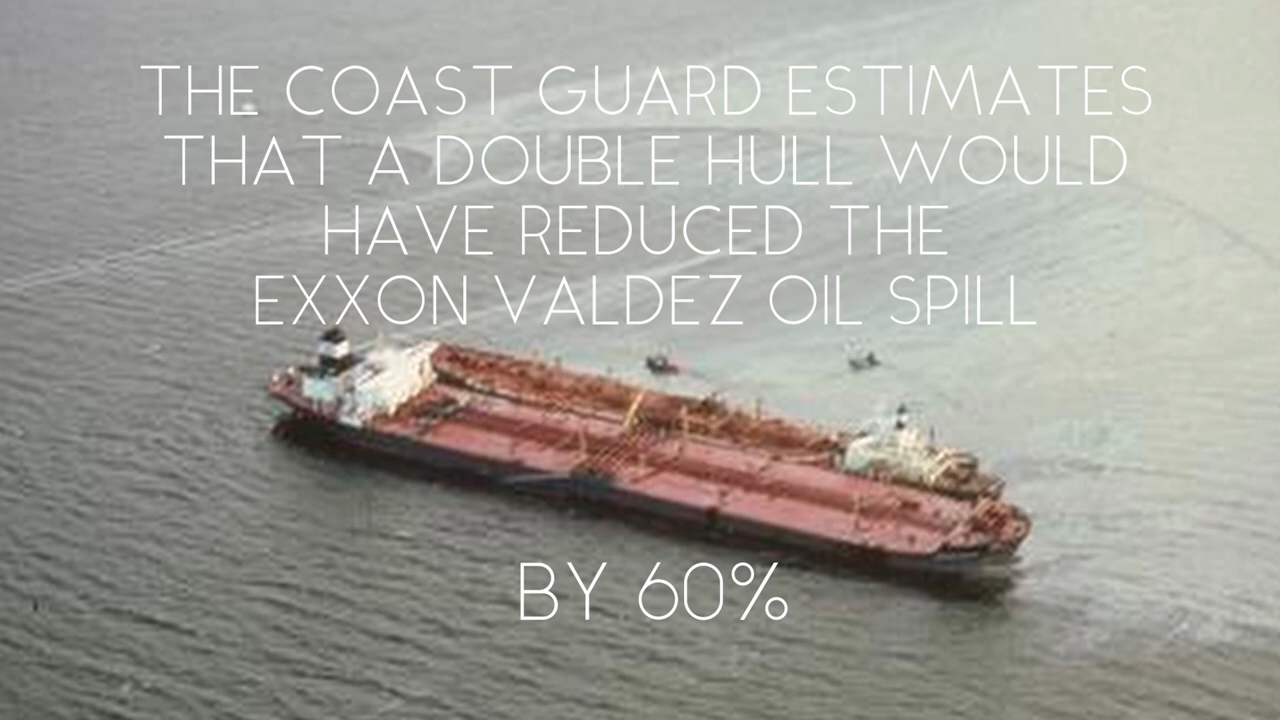 THE COAST GUARD ESTIMATES
THAT A DOUBLE HULL WOULD
HAVE REDUCED THE
EXXON VALDEZ OIL SPILL
BY 60%